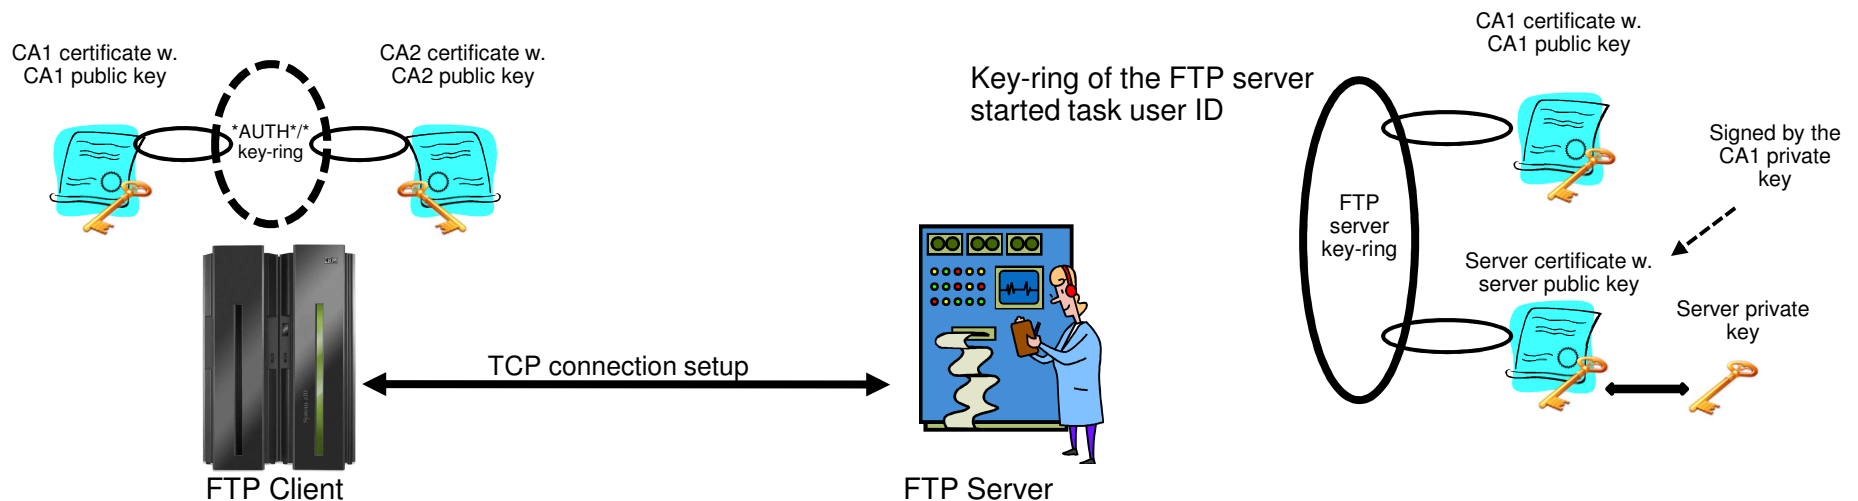 CA1 certificate w.
CA1 public key
CA2 certificate w.
CA2 public key
*AUTH*/*
key-ring
FTP Client
TCP connection setup
FTP Server
Key-ring of the FTP server
started task user ID
FTP
server
key-ring
CA1 certificate w.
CA1 public key
Signed by the
CA1 private
key
Server certificate w.
server public key
Server private
key
IBM